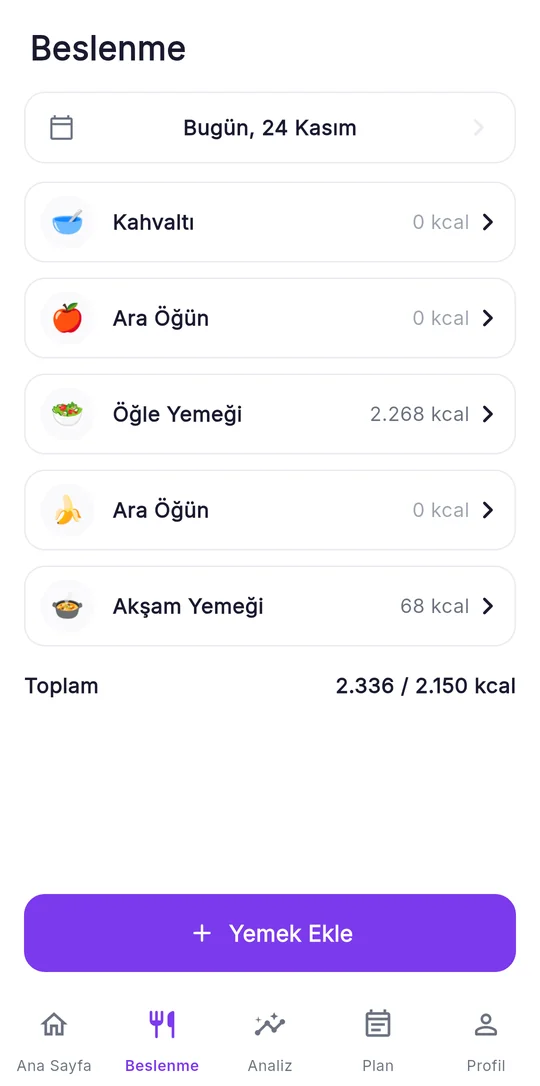 Beslenme
Bugün, 24 Kasım
Kahvaltı 0 kcal
Ara Öğün 0 kcal
Öğle Yemeği 2.268 kcal
Ara Öğün 0 kcal
Akşam Yemeği 68 kcal
Toplam 2.336 / 2.150 kcal
+ Yemek Ekle
Ana Sayfa Beslenme Analiz Plan Profil